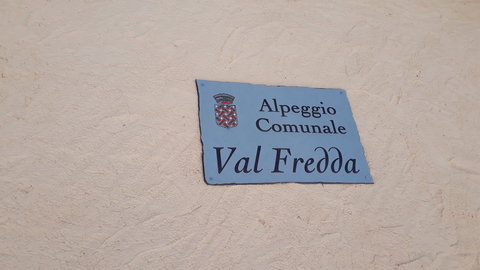 Alpeggio
Comunale
Val Fredda